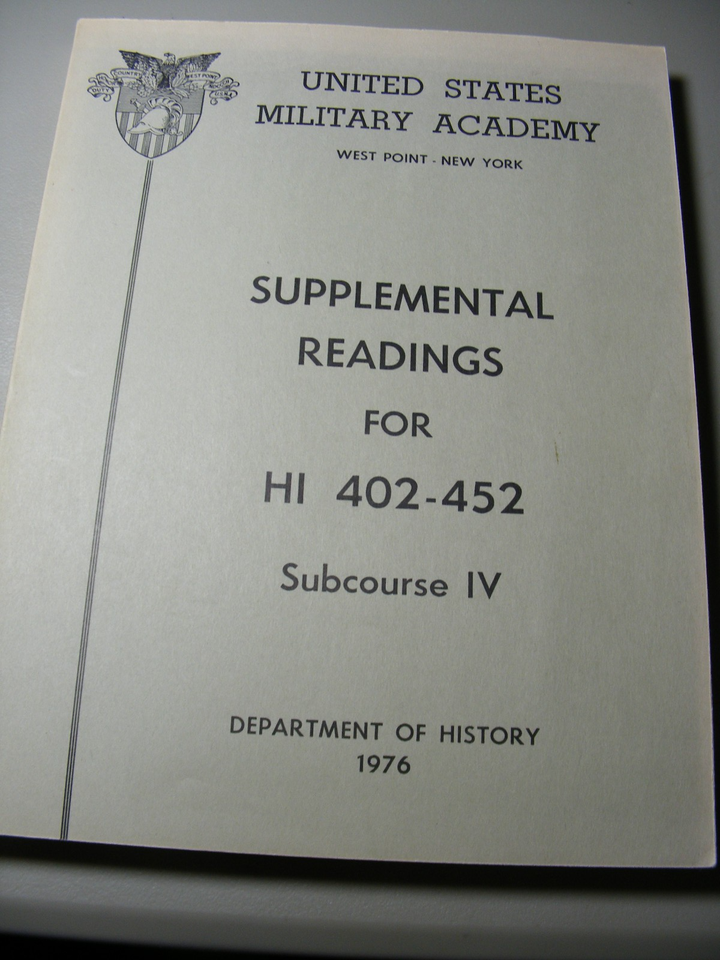 UNITED STATES
MILITARY ACADEMY
WEST POINT - NEW YORK
SUPPLEMENTAL
READINGS
FOR
HI 402-452
Subcourse IV
DEPARTMENT OF HISTORY
1976